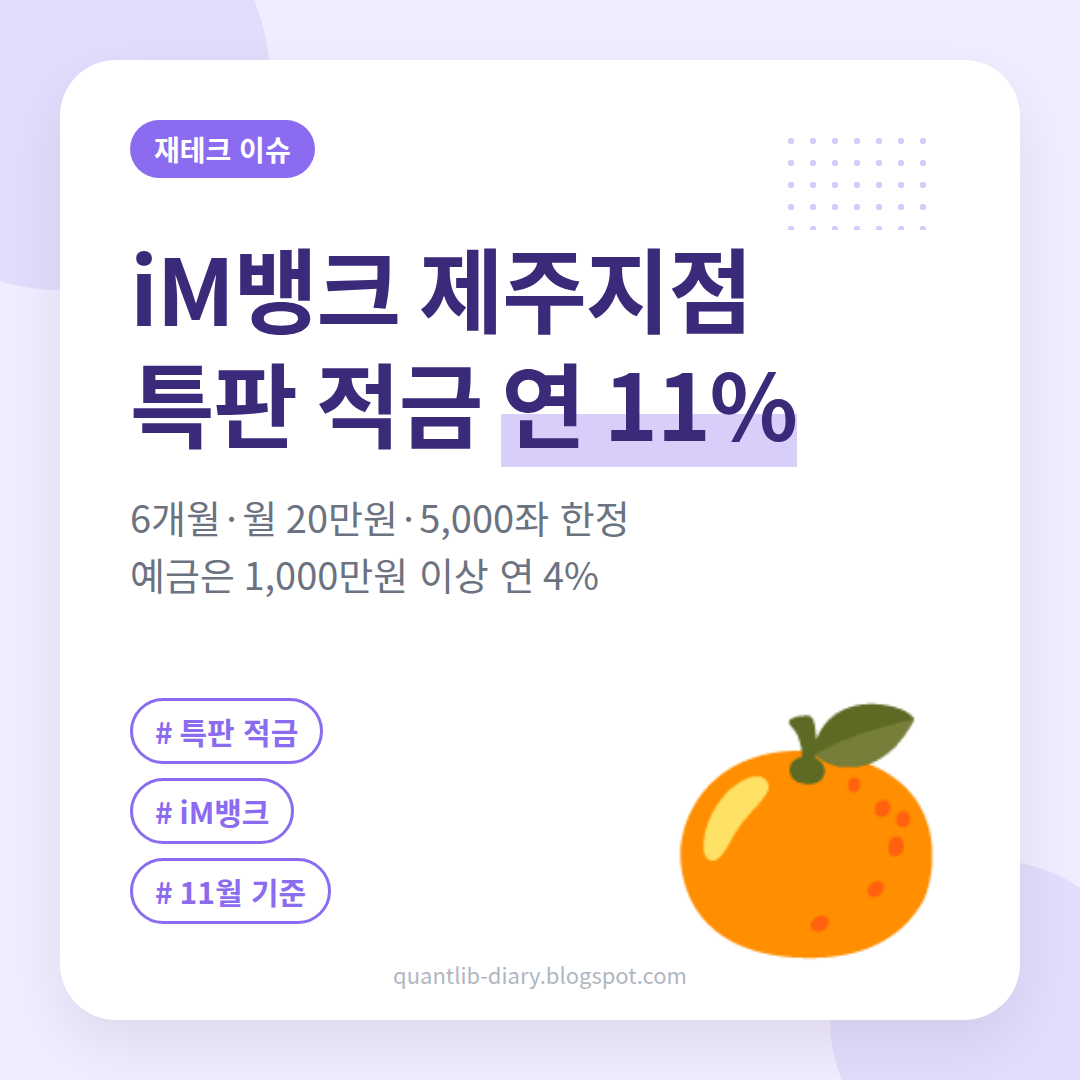 재테크 이슈
iM뱅크 제주지점
특판 적금 연 11%
6개월·월 20만원·5,000좌 한정
예금은 1,000만원 이상 연 4%
# 특판 적금
# iM뱅크
# 11월 기준
quantlib-diary.blogspot.com